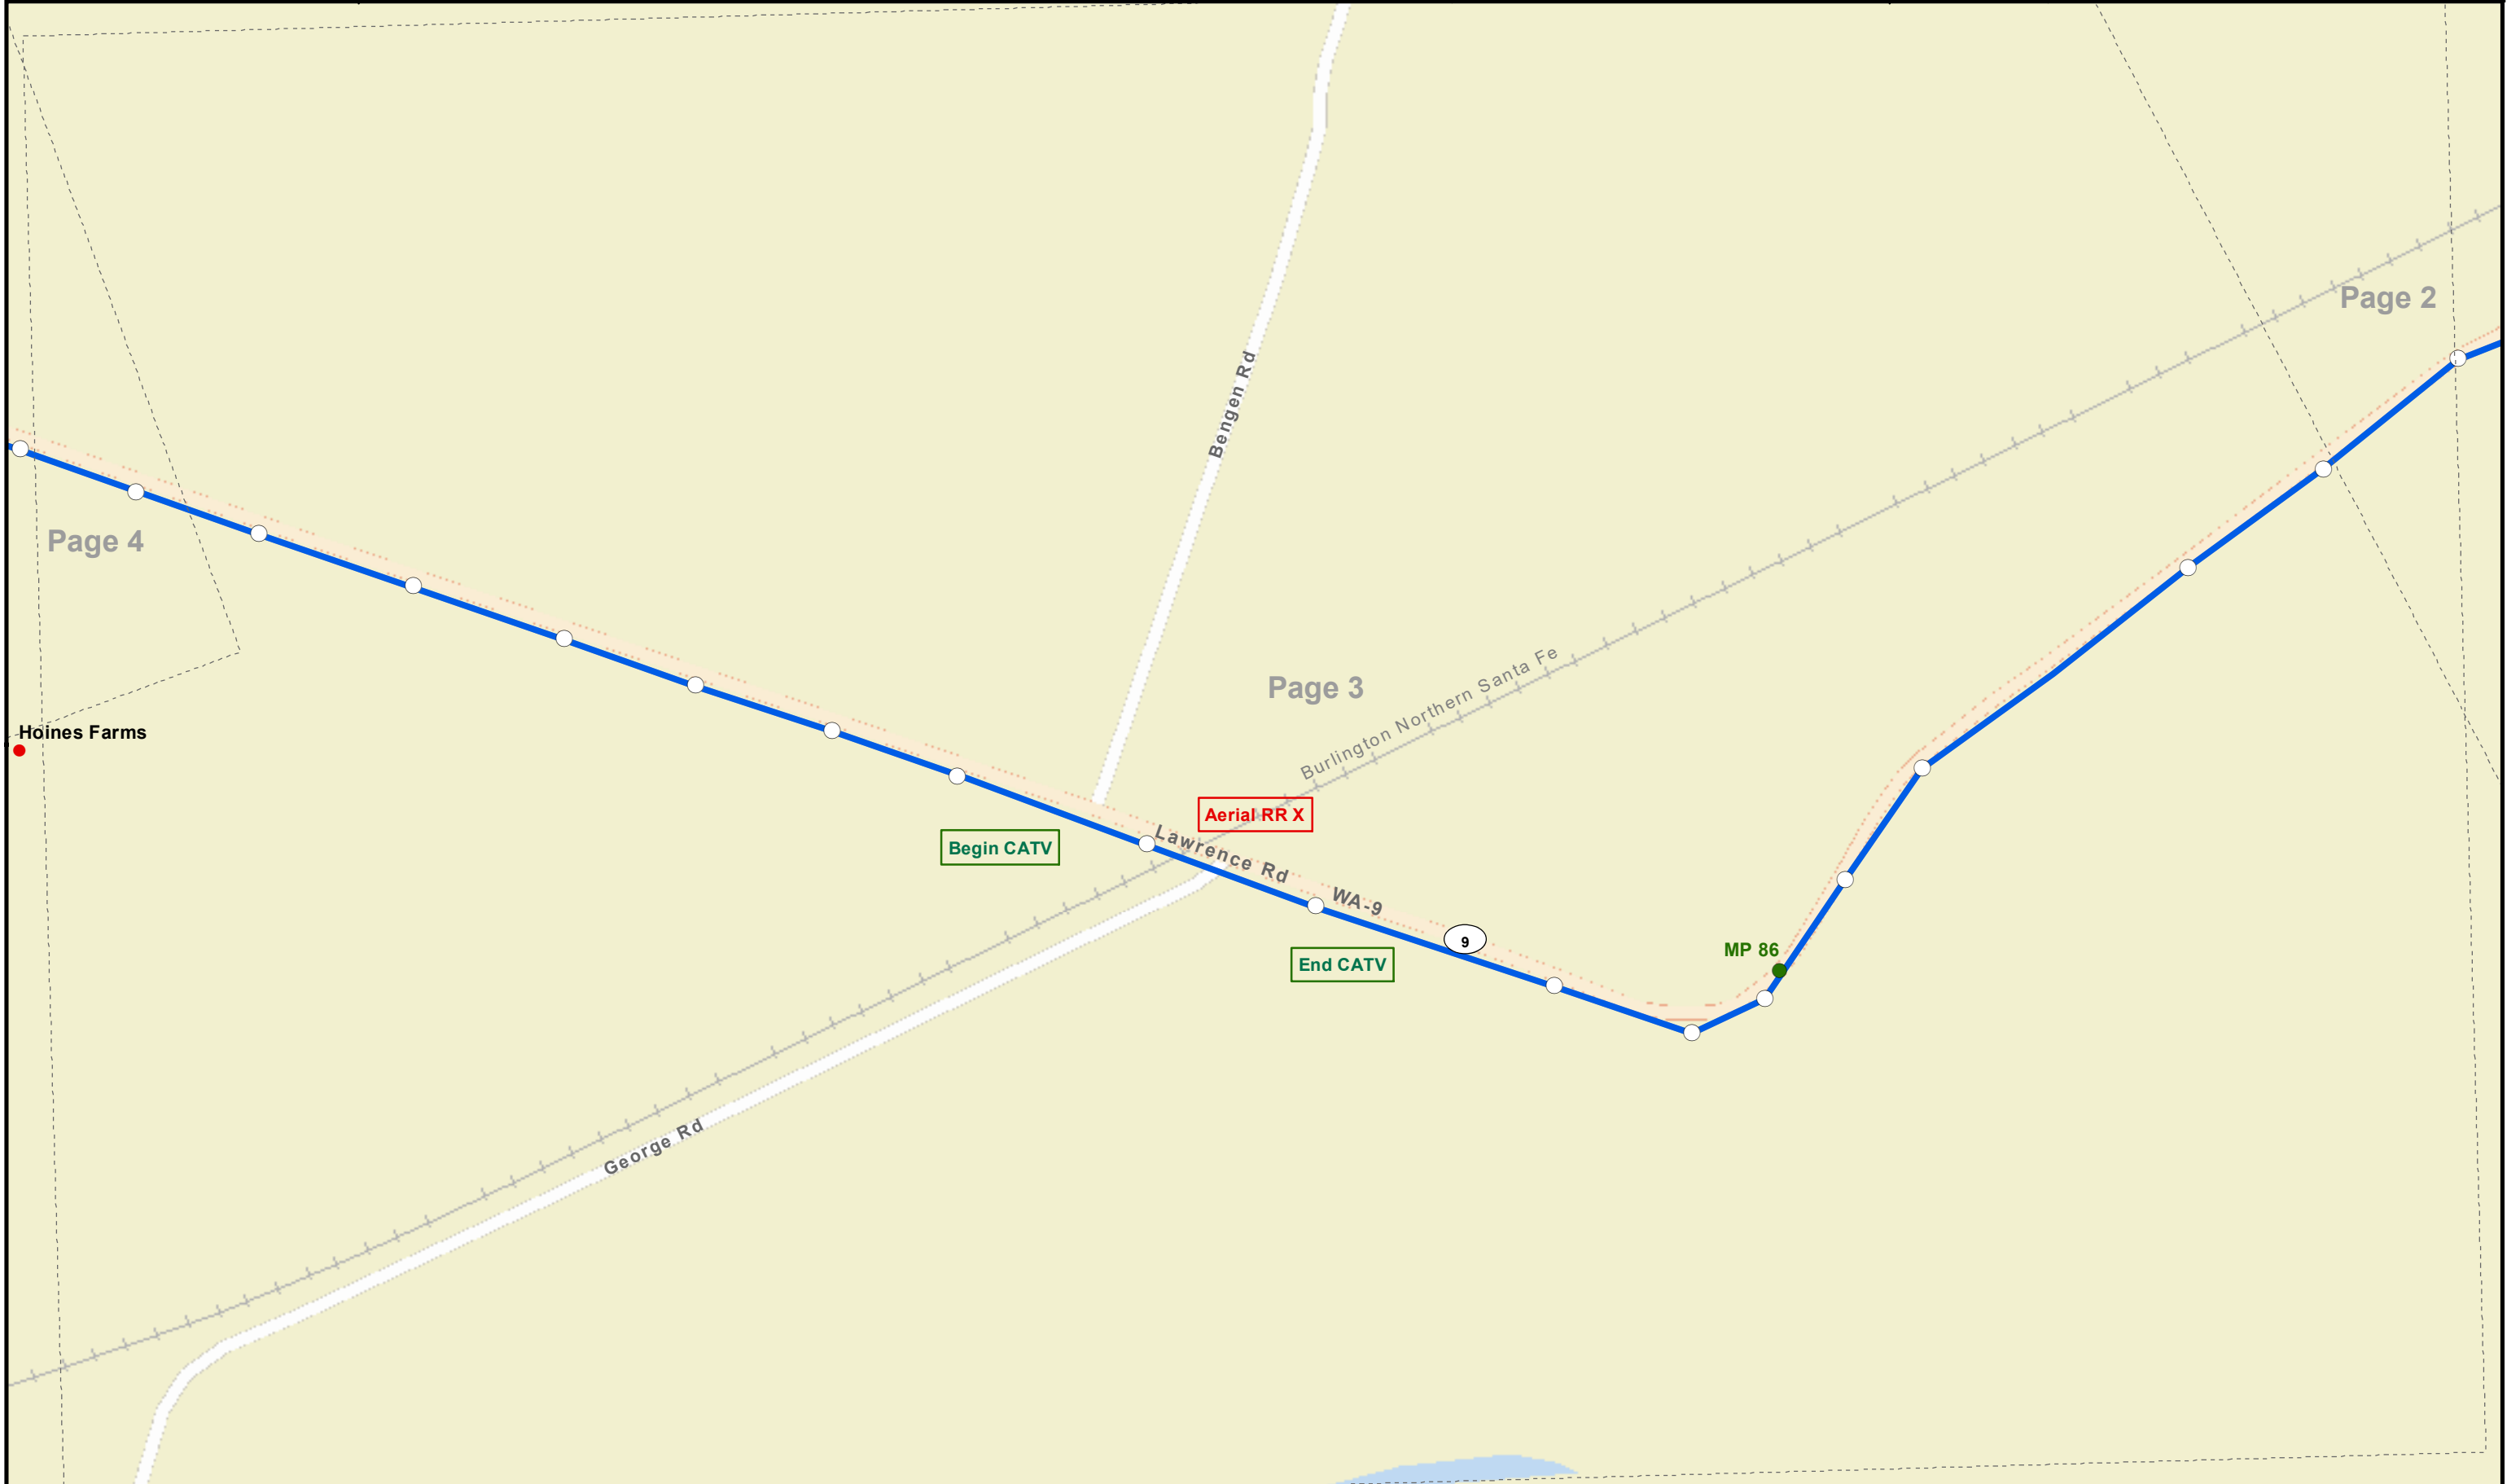 Page 2
Bengen Rd
Page 4
Page 3
Burlington Northern Santa Fe
Hoines Farms
Aerial RR X
Begin CATV
Lawrence Rd
WA-9
9
End CATV
MP 86
George Rd